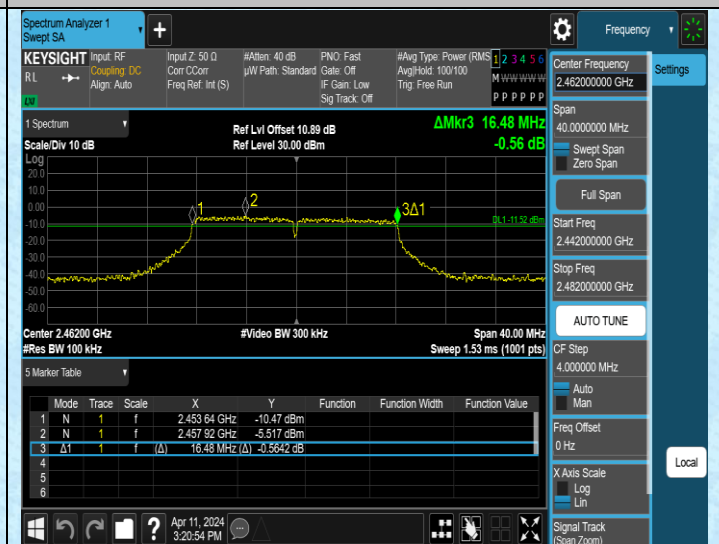 Spectrum Analyzer 1
Swept SA
+
Frequency
KEYSIGHT
R L
Input: RF
Coupling: DC
Align: Auto
Input Z: 50 Ω
Corr CCorr
Freq Ref: Int (S)
#Atten: 40 dB
µW Path: Standard
PNO: Fast
Gate: Off
IF Gain: Low
Sig Track: Off
#Avg Type: Power (RMS
Avg|Hold: 100/100
Trig: Free Run
1 2 3 4 5 6
M W W W W W
P P P P P P
1 Spectrum
Scale/Div 10 dB
Ref Lvl Offset 10.89 dB
Ref Level 30.00 dBm
ΔMkr3 16.48 MHz
-0.56 dB
Log
20.0
10.0
0.00
-10.0
-20.0
-30.0
-40.0
-50.0
-60.0
1
2
3Δ1
DL1 -11.52 dBm
Center 2.46200 GHz
#Res BW 100 kHz
#Video BW 300 kHz
Span 40.00 MHz
Sweep 1.53 ms (1001 pts)
5 Marker Table
Mode Trace Scale X Y Function Function Width Function Value
1 N 1 f 2.453 64 GHz -10.47 dBm
2 N 1 f 2.457 92 GHz -5.517 dBm
3 Δ1 1 f (Δ) 16.48 MHz (Δ) -0.5642 dB
4
5
6
?
Apr 11, 2024
3:20:54 PM
Center Frequency
2.462000000 GHz
Span
40.0000000 MHz
Swept Span
Zero Span
Full Span
Start Freq
2.442000000 GHz
Stop Freq
2.482000000 GHz
AUTO TUNE
CF Step
4.000000 MHz
Auto
Man
Freq Offset
0 Hz
X Axis Scale
Log
Lin
Signal Track
(Span Zoom)
Settings
Local